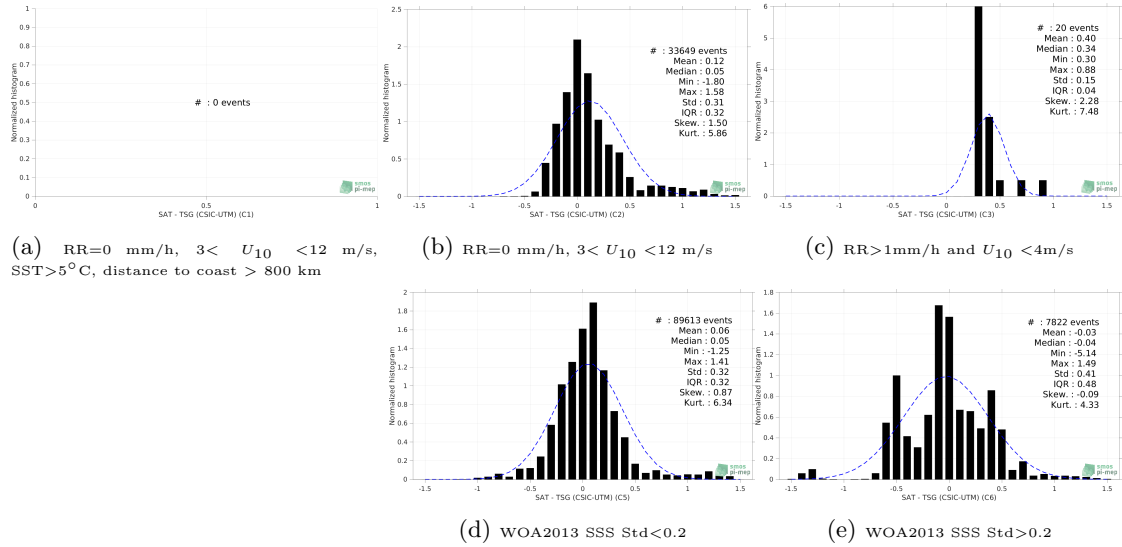 1
0.9
0.8
0.7
0.6
0.5
0.4
0.3
0.2
0.1
0
Normalized histogram
# : 0 events
0 0.5 1
SAT - TSG (CSIC-UTM) (C1)
smos
pi-mep
(a) RR=0 mm/h, 3< U10 <12 m/s,
SST>5°C, distance to coast > 800 km
2.5
2
1.5
1
0.5
0
Normalized histogram
# : 33649 events
Mean : 0.12
Median : 0.05
Min : -1.80
Max : 1.58
Std : 0.31
IQR : 0.32
Skew. : 1.50
Kurt. : 5.86
-1.5 -1 -0.5 0 0.5 1 1.5
SAT - TSG (CSIC-UTM) (C2)
smos
pi-mep
(b) RR=0 mm/h, 3< U10 <12 m/s
6
5
4
3
2
1
0
Normalized histogram
# : 20 events
Mean : 0.40
Median : 0.34
Min : 0.30
Max : 0.88
Std : 0.15
IQR : 0.04
Skew. : 2.28
Kurt. : 7.48
-1.5 -1 -0.5 0 0.5 1 1.5
SAT - TSG (CSIC-UTM) (C3)
smos
pi-mep
(c) RR>1mm/h and U10 <4m/s
2
1.8
1.6
1.4
1.2
1
0.8
0.6
0.4
0.2
0
Normalized histogram
# : 89613 events
Mean : 0.06
Median : 0.05
Min : -1.25
Max : 1.41
Std : 0.32
IQR : 0.32
Skew. : 0.87
Kurt. : 6.34
-1.5 -1 -0.5 0 0.5 1 1.5
SAT - TSG (CSIC-UTM) (C5)
smos
pi-mep
(d) WOA2013 SSS Std<0.2
1.8
1.6
1.4
1.2
1
0.8
0.6
0.4
0.2
0
Normalized histogram
# : 7822 events
Mean : -0.03
Median : -0.04
Min : -5.14
Max : 1.49
Std : 0.41
IQR : 0.48
Skew. : -0.09
Kurt. : 4.33
-1.5 -1 -0.5 0 0.5 1 1.5
SAT - TSG (CSIC-UTM) (C6)
smos
pi-mep
(e) WOA2013 SSS Std>0.2